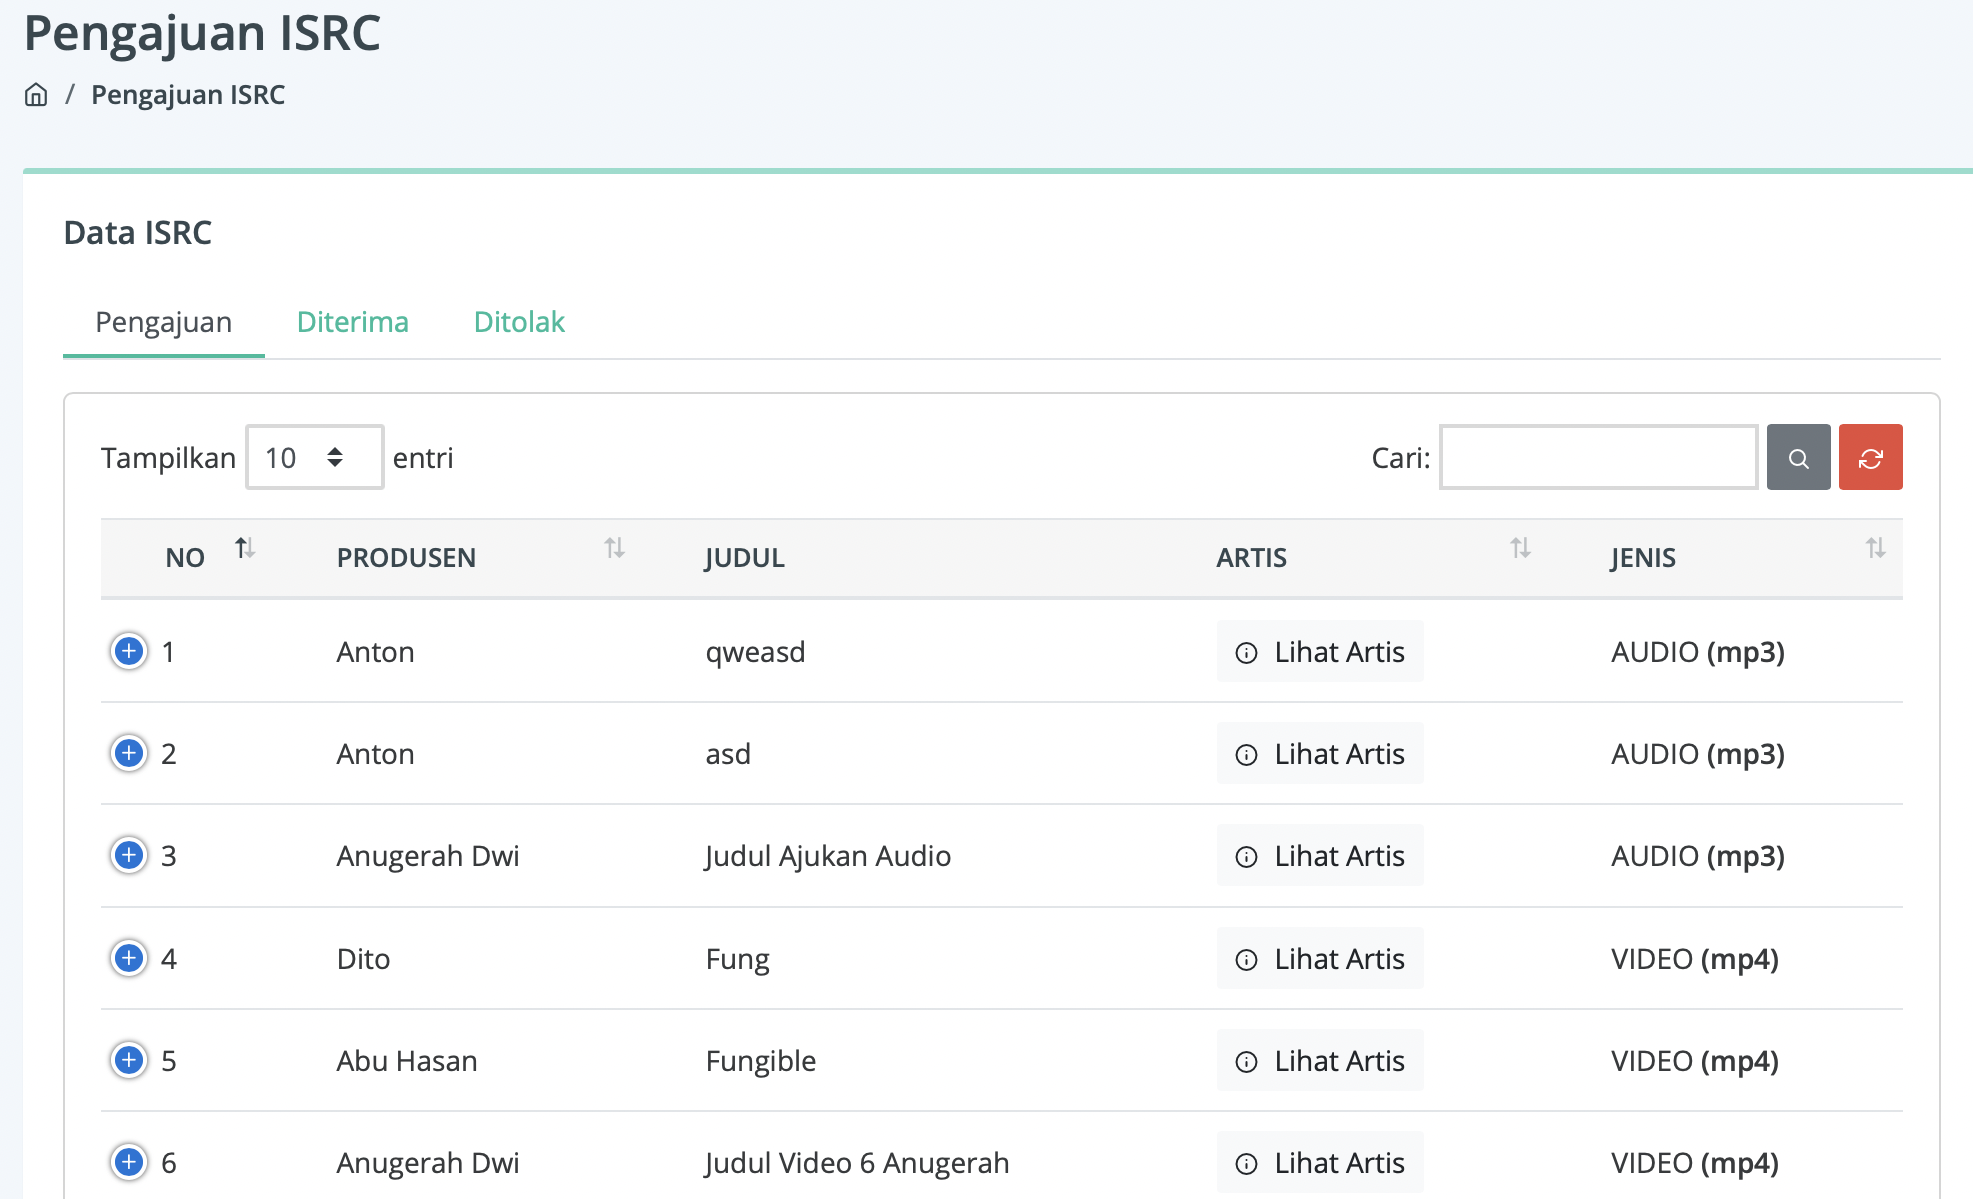 Pengajuan ISRC
/ Pengajuan ISRC
Data ISRC
Pengajuan Diterima Ditolak
Tampilkan 10 entri Cari:
NO PRODUSEN JUDUL ARTIS JENIS
1 Anton qweasd Lihat Artis AUDIO (mp3)
2 Anton asd Lihat Artis AUDIO (mp3)
3 Anugerah Dwi Judul Ajukan Audio Lihat Artis AUDIO (mp3)
4 Dito Fung Lihat Artis VIDEO (mp4)
5 Abu Hasan Fungible Lihat Artis VIDEO (mp4)
6 Anugerah Dwi Judul Video 6 Anugerah Lihat Artis VIDEO (mp4)